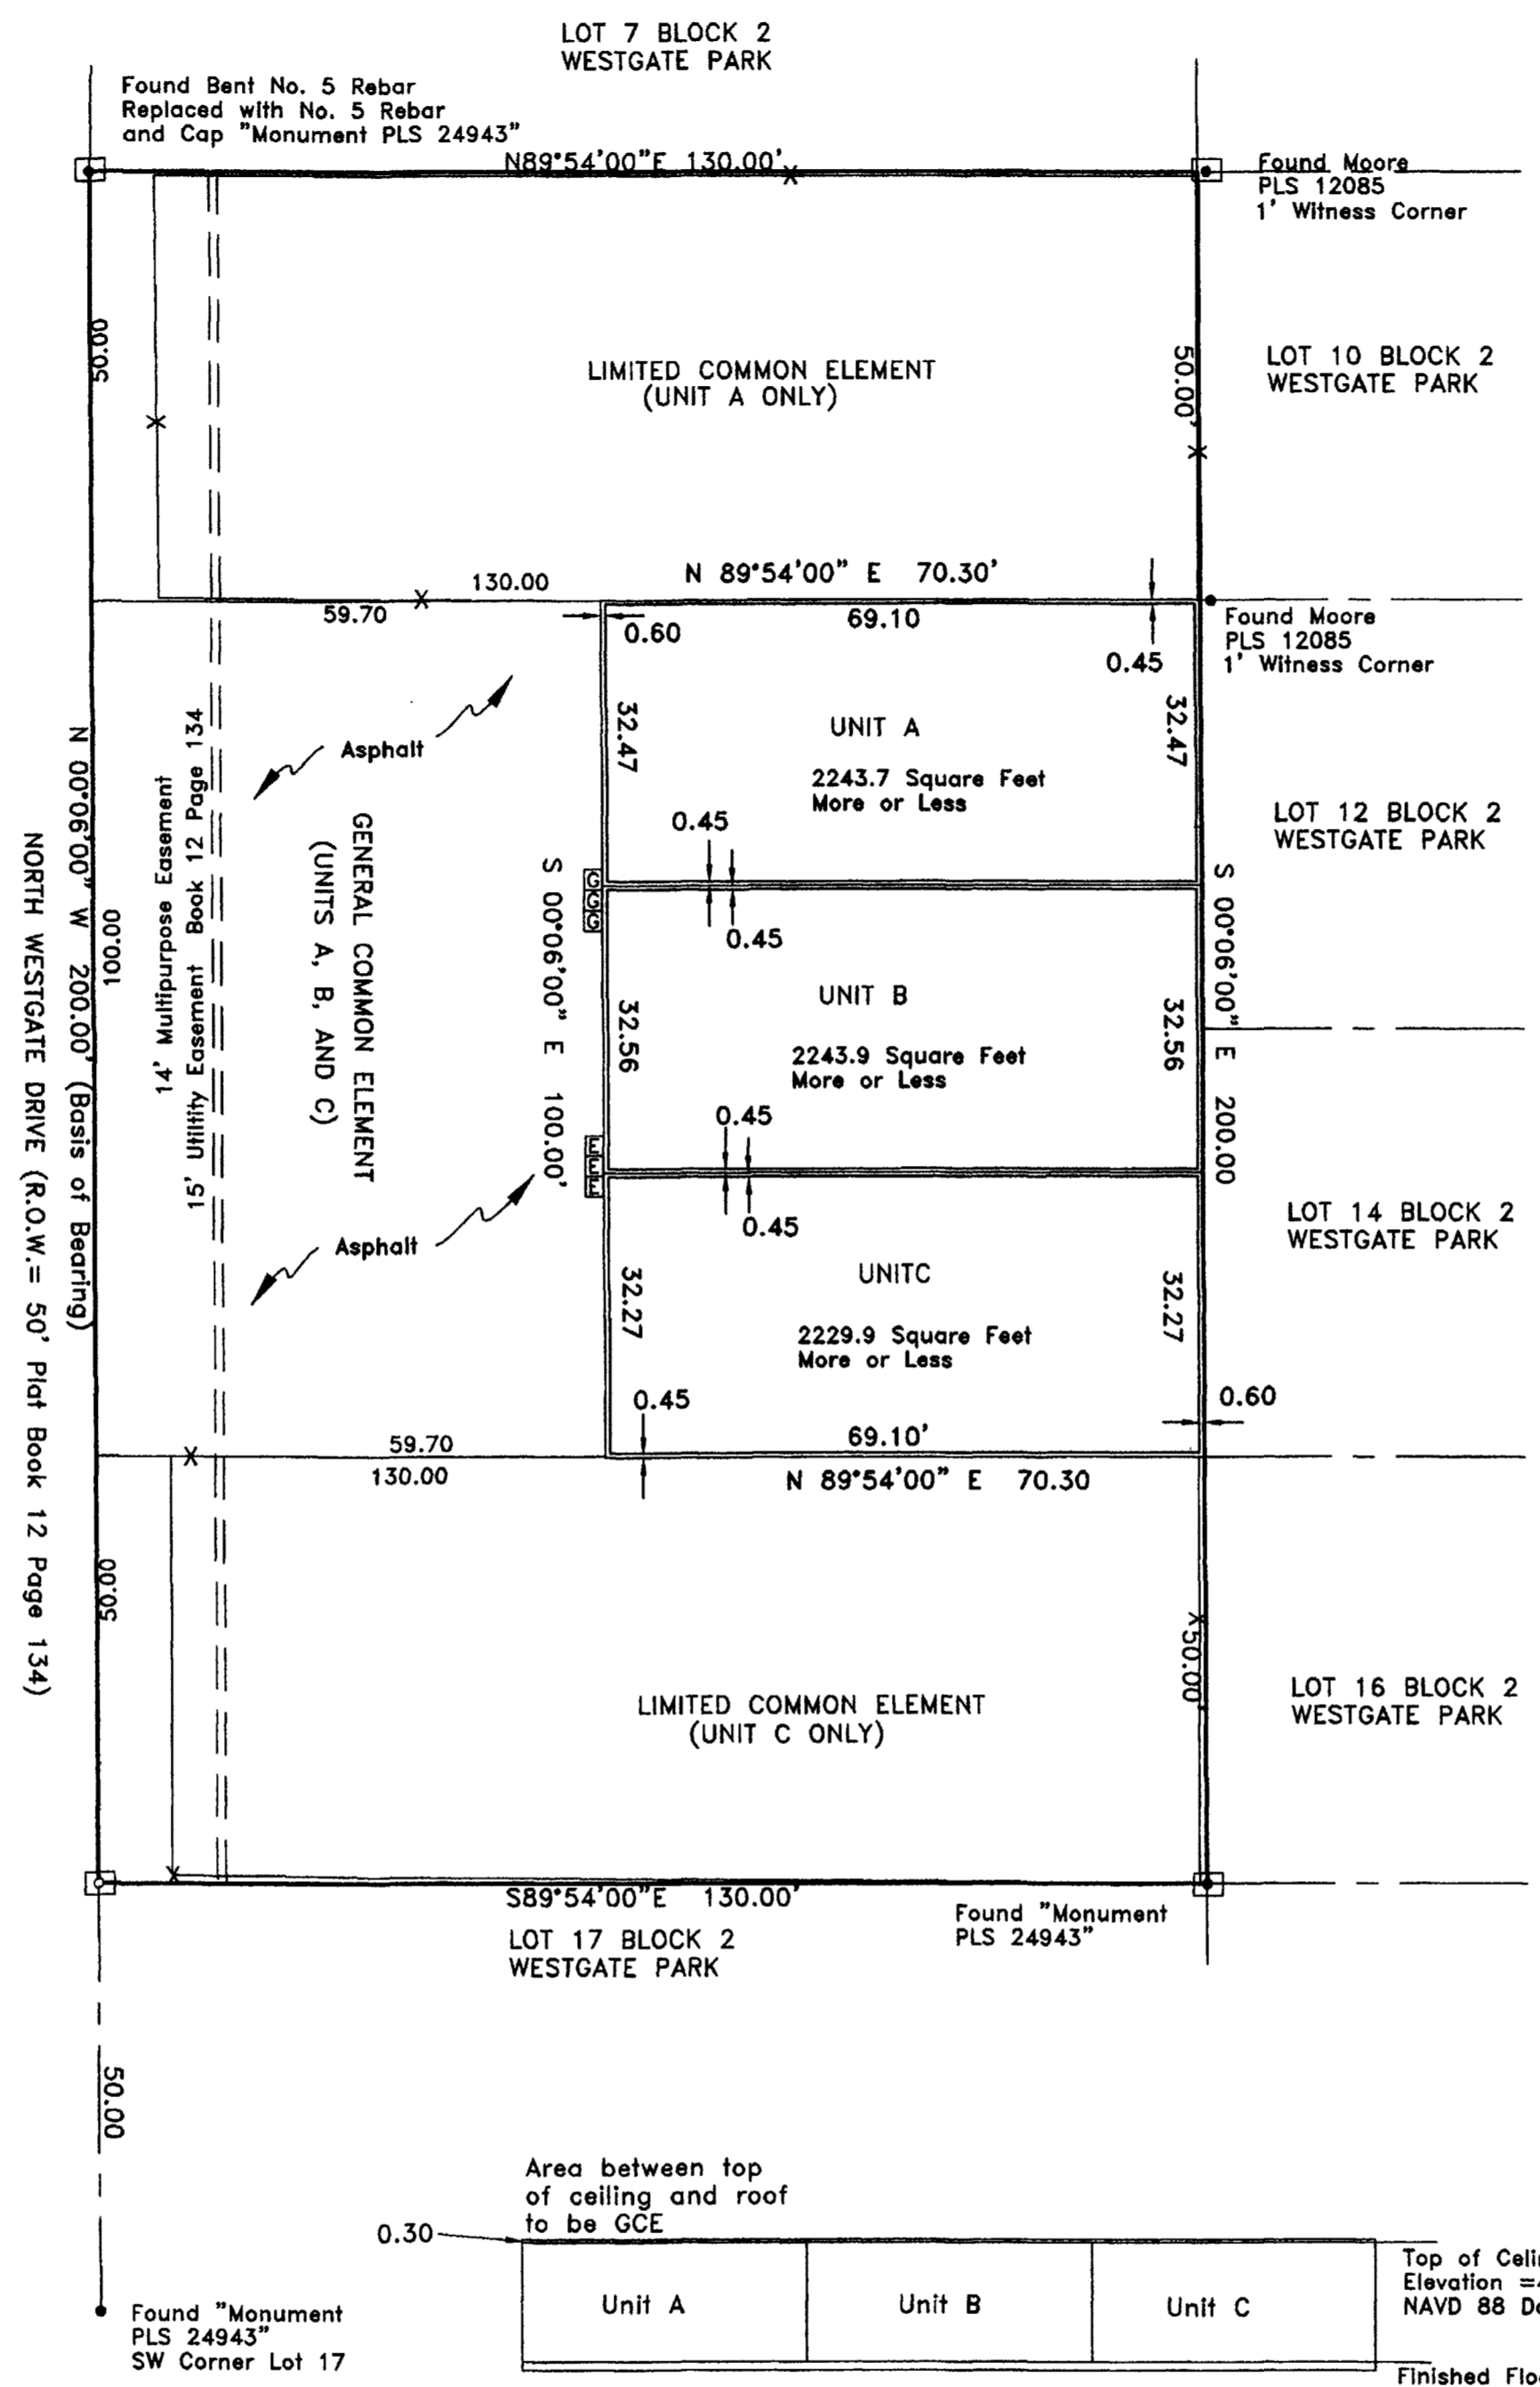 LOT 7 BLOCK 2
WESTGATE PARK
Found Bent No. 5 Rebar
Replaced with No. 5 Rebar
and Cap "Monument PLS 24943"
N89°54'00"E 130.00'
Found Moore
PLS 12085
1' Witness Corner
50.00
LIMITED COMMON ELEMENT
(UNIT A ONLY)
50.00'
LOT 10 BLOCK 2
WESTGATE PARK
130.00
N 89°54'00" E 70.30'
59.70
0.60
69.10
0.45
Found Moore
PLS 12085
1' Witness Corner
32.47
UNIT A
32.47
2243.7 Square Feet
More or Less
Asphalt
LOT 12 BLOCK 2
WESTGATE PARK
0.45
0.45
G
G
G
NORTH WESTGATE DRIVE (R.O.W.= 50' Plat Book 12 Page 134)
N 00°06'00" W 200.00' (Basis of Bearing)
100.00
14' Multipurpose Easement
15' Utility Easement Book 12 Page 134
GENERAL COMMON ELEMENT
(UNITS A, B, AND C)
S 00°06'00" E 100.00'
S 00°06'00" E 200.00
UNIT B
32.56
32.56
2243.9 Square Feet
More or Less
0.45
0.45
E
E
E
Asphalt
LOT 14 BLOCK 2
WESTGATE PARK
UNITC
32.27
32.27
2229.9 Square Feet
More or Less
0.45
0.60
69.10'
59.70
130.00
N 89°54'00" E 70.30
50.00
50.00
LIMITED COMMON ELEMENT
(UNIT C ONLY)
LOT 16 BLOCK 2
WESTGATE PARK
S89°54'00"E 130.00'
LOT 17 BLOCK 2
WESTGATE PARK
Found "Monument
PLS 24943"
50.00
Area between top
of ceiling and roof
to be GCE
0.30
Unit A
Unit B
Unit C
Top of
Elevation =
NAVD 88
Finished
Found "Monument
PLS 24943"
SW Corner Lot 17